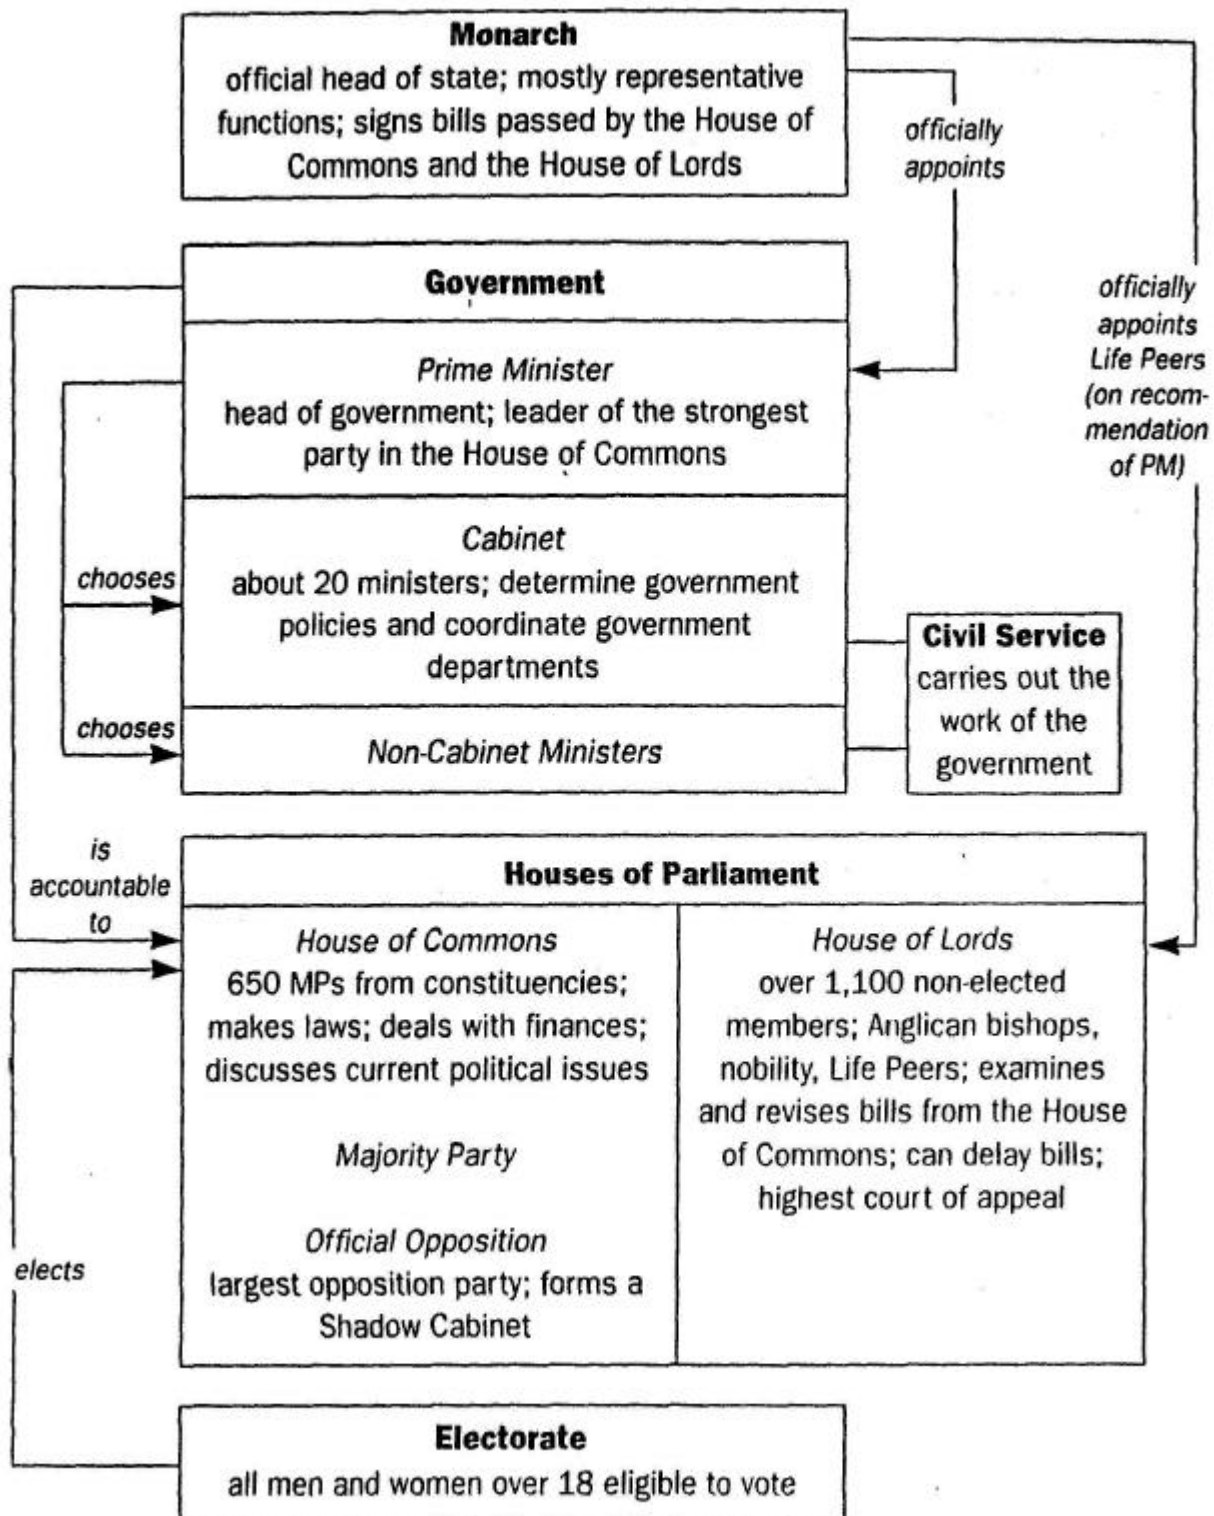 Monarch
official head of state; mostly representative
functions; signs bills passed by the House of
Commons and the House of Lords
officially
appoints
officially
appoints
Life Peers
(on recom-
mendation
of PM)
Government
Prime Minister
head of government; leader of the strongest
party in the House of Commons
Cabinet
about 20 ministers; determine government
policies and coordinate government
departments
chooses
Non-Cabinet Ministers
chooses
Civil Service
carries out the
work of the
government
is
accountable
to
Houses of Parliament
House of Commons
650 MPs from constituencies;
makes laws; deals with finances;
discusses current political issues
Majority Party
Official Opposition
largest opposition party; forms a
Shadow Cabinet
House of Lords
over 1,100 non-elected
members; Anglican bishops,
nobility, Life Peers; examines
and revises bills from the House
of Commons; can delay bills;
highest court of appeal
elects
Electorate
all men and women over 18 eligible to vote